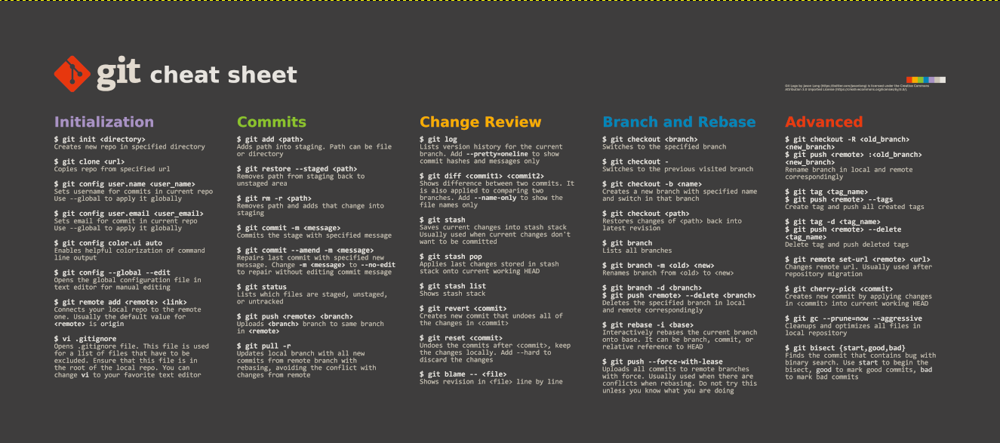 git cheat sheet
Git Logo by Jason Long (https://twitter.com/jasonlong) is licensed under the Creative Commons
Attribution 3.0 Unported License (https://creativecommons.org/licenses/by/3.0/).
Initialization
$ git init <directory>
Creates new repo in specified directory
$ git clone <url>
Copies repo from specified url
$ git config user.name <user_name>
Sets username for commits in current repo
Use --global to apply it globally
$ git config user.email <user_email>
Sets email for commit in current repo
Use --global to apply it globally
$ git config color.ui auto
Enables helpful colorization of command
line output
$ git config --global --edit
Opens the global configuration file in
text editor for manual editing
$ git remote add <remote> <link>
Connects your local repo to the remote
one. Usually the default value for
<remote> is origin
$ vi .gitignore
Opens .gitignore file. This file is used
for a list of files that have to be
excluded. Ensure that this file is in
the root of the local repo. You can
change vi to your favorite text editor
Commits
$ git add <path>
Adds path into staging. Path can be file
or directory
$ git restore --staged <path>
Removes path from staging back to
unstaged area
$ git rm -r <path>
Removes path and adds that change into
staging
$ git commit -m <message>
Commits the stage with specified message
$ git commit --amend -m <message>
Repairs last commit with specified new
message. Change -m <message> to --no-edit
to repair without editing commit message
$ git status
Lists which files are staged, unstaged,
or untracked
$ git push <remote> <branch>
Uploads <branch> branch to same branch
in <remote>
$ git pull -r
Updates local branch with all new
commits from remote branch with
rebasing, avoiding the conflict with
changes from remote
Change Review
$ git log
Lists version history for the current
branch. Add --pretty=oneline to show
commit hashes and messages only
$ git diff <commit1> <commit2>
Shows difference between two commits. It
is also applied to comparing two
branches. Add --name-only to show the
file names only
$ git stash
Saves current changes into stash stack
Usually used when current changes don't
want to be committed
$ git stash pop
Applies last changes stored in stash
stack onto current working HEAD
$ git stash list
Shows stash stack
$ git revert <commit>
Creates new commit that undoes all of
the changes in <commit>
$ git reset <commit>
Undoes the commits after <commit>, keep
the changes locally. Add --hard to
discard the changes
$ git blame -- <file>
Shows revision in <file> line by line
Branch and Rebase
$ git checkout <branch>
Switches to the specified branch
$ git checkout -
Switches to the previous visited branch
$ git checkout -b <name>
Creates a new branch with specified name
and switch in that branch
$ git checkout <path>
Restores changes of <path> back into
latest revision
$ git branch
Lists all branches
$ git branch -m <old> <new>
Renames branch from <old> to <new>
$ git branch -d <branch>
$ git push <remote> --delete <branch>
Deletes the specified branch in local
and remote correspondingly
$ git rebase -i <base>
Interactively rebases the current branch
onto base. It can be branch, commit, or
relative reference to HEAD
$ git push --force-with-lease
Uploads all commits to remote branches
with force. Usually used when there are
conflicts when rebasing. Do not try this
unless you know what you are doing
Advanced
$ git checkout -R <old_branch>
<new_branch>
$ git push <remote> :<old_branch>
<new_branch>
Rename branch in local and remote
correspondingly
$ git tag <tag_name>
$ git push <remote> --tags
Create tag and push all created tags
$ git tag -d <tag_name>
$ git push <remote> --delete
<tag_name>
Delete tag and push deleted tags
$ git remote set-url <remote> <url>
Changes remote url. Usually used after
repository migration
$ git cherry-pick <commit>
Creates new commit by applying changes
in <commit> into current working HEAD
$ git gc --prune=now --aggressive
Cleanups and optimizes all files in
local repository
$ git bisect {start,good,bad}
Finds the commit that contains bug with
binary search. Use start to begin the
bisect, good to mark good commits, bad
to mark bad commits